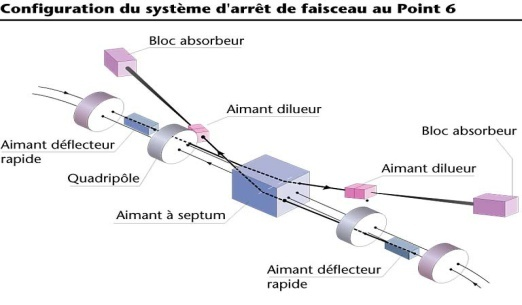 Configuration du système d'arrêt de faisceau au Point 6
Bloc absorbeur
Aimant dilueur
Bloc absorbeur
Aimant déflecteur
rapide
Aimant dilueur
Quadripôle
Aimant à septum
Aimant déflecteur
rapide